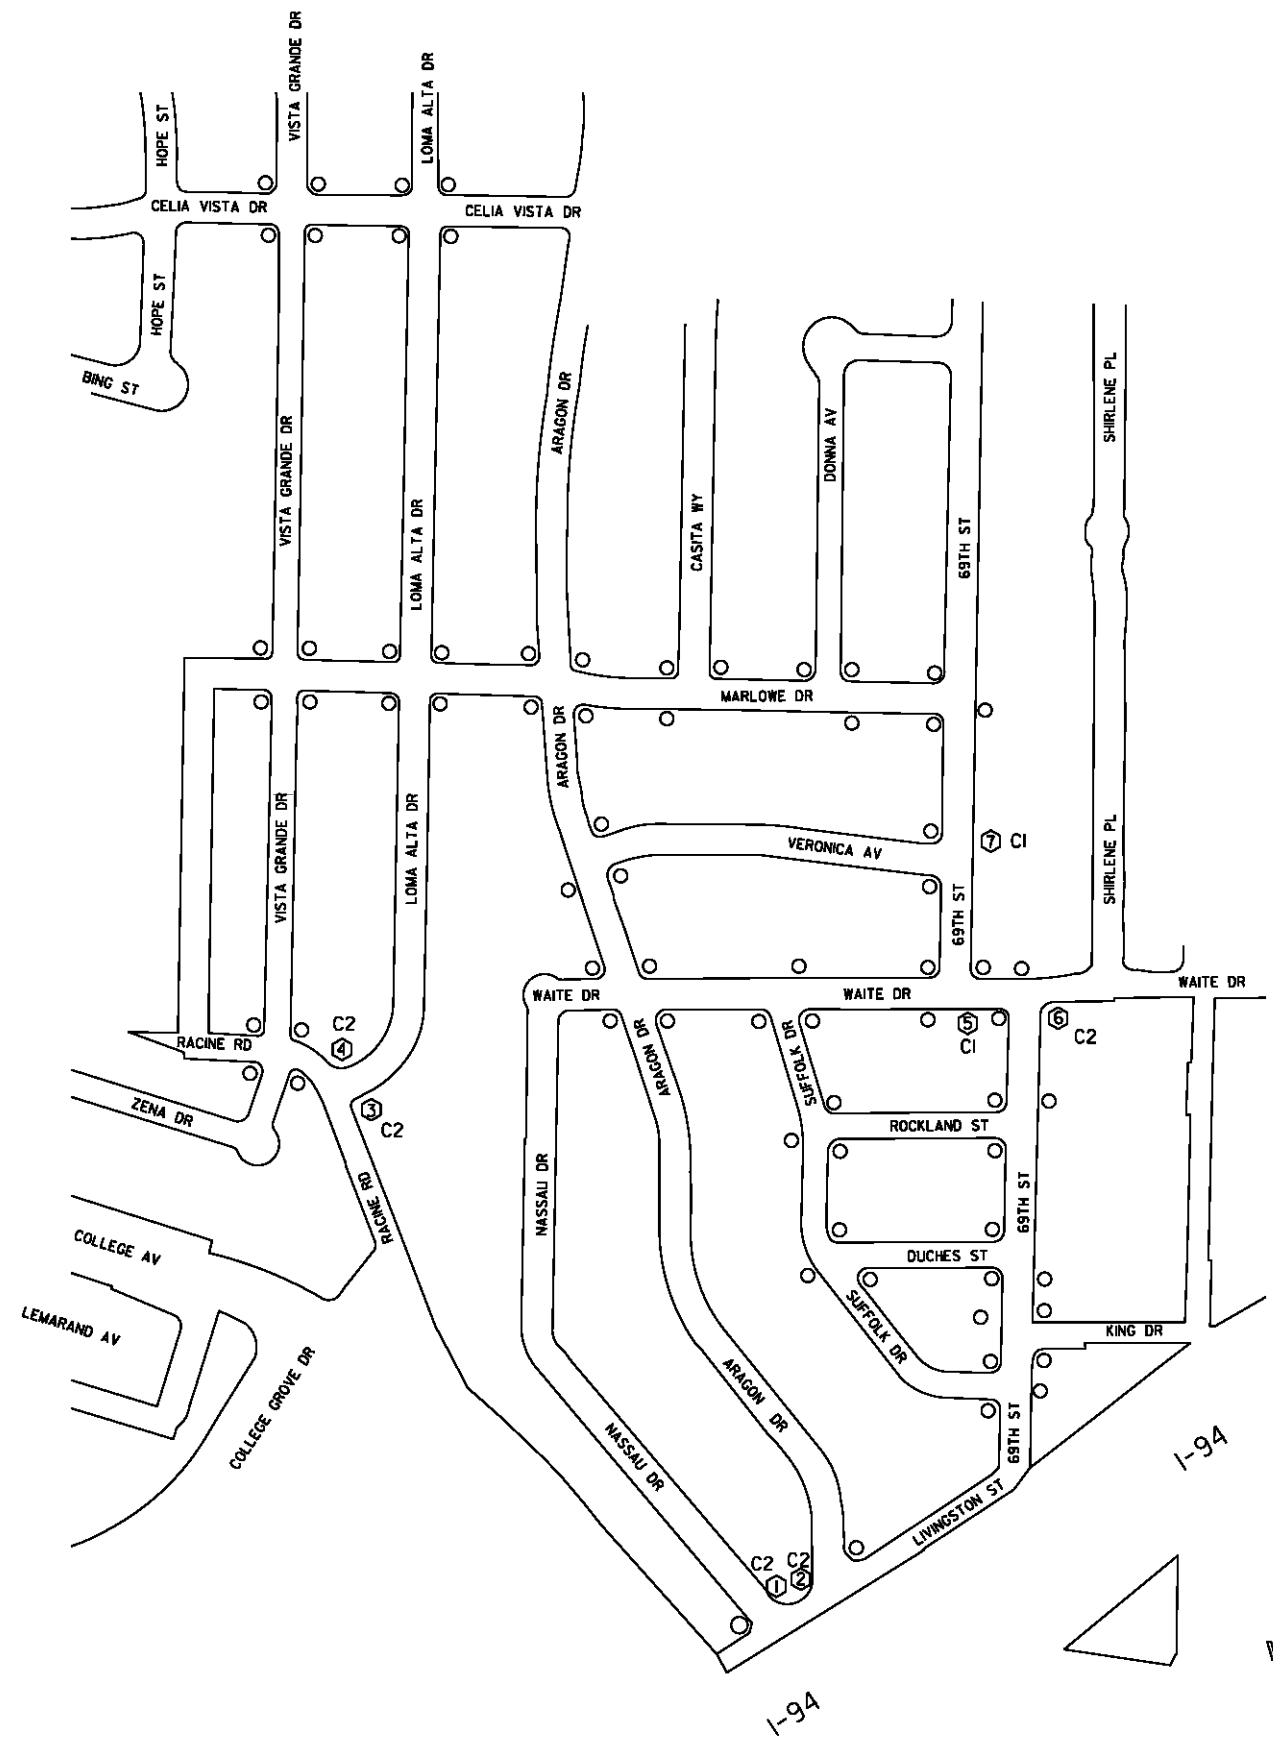 VISTA GRANDE DR
LOMA ALTA DR
HOPE ST
CELIA VISTA DR
CELIA VISTA DR
HOPE ST
BING ST
ARAGON DR
SHIRLENE PL
VISTA GRANDE DR
DONNA AV
LOMA ALTA DR
CASITA WY
69TH ST
MARLOWE DR
ARAGON DR
VISTA GRANDE DR
LOMA ALTA DR
VERONICA AV
7 C1
SHIRLENE PL
69TH ST
WAITE DR
WAITE DR
WAITE DR
C2
4
RACINE RD
ARAGON DR
SUFFOLK DR
5
C1
6
C2
3
C2
ZENA DR
ROCKLAND ST
RACINE RD
NASSAU DR
69TH ST
COLLEGE AV
DUCHES ST
LEMARAND AV
SUFFOLK DR
KING DR
COLLEGE GROVE DR
ARAGON DR
69TH ST
NASSAU DR
I-94
LIVINGSTON ST
C2 C2
1 2
I-94